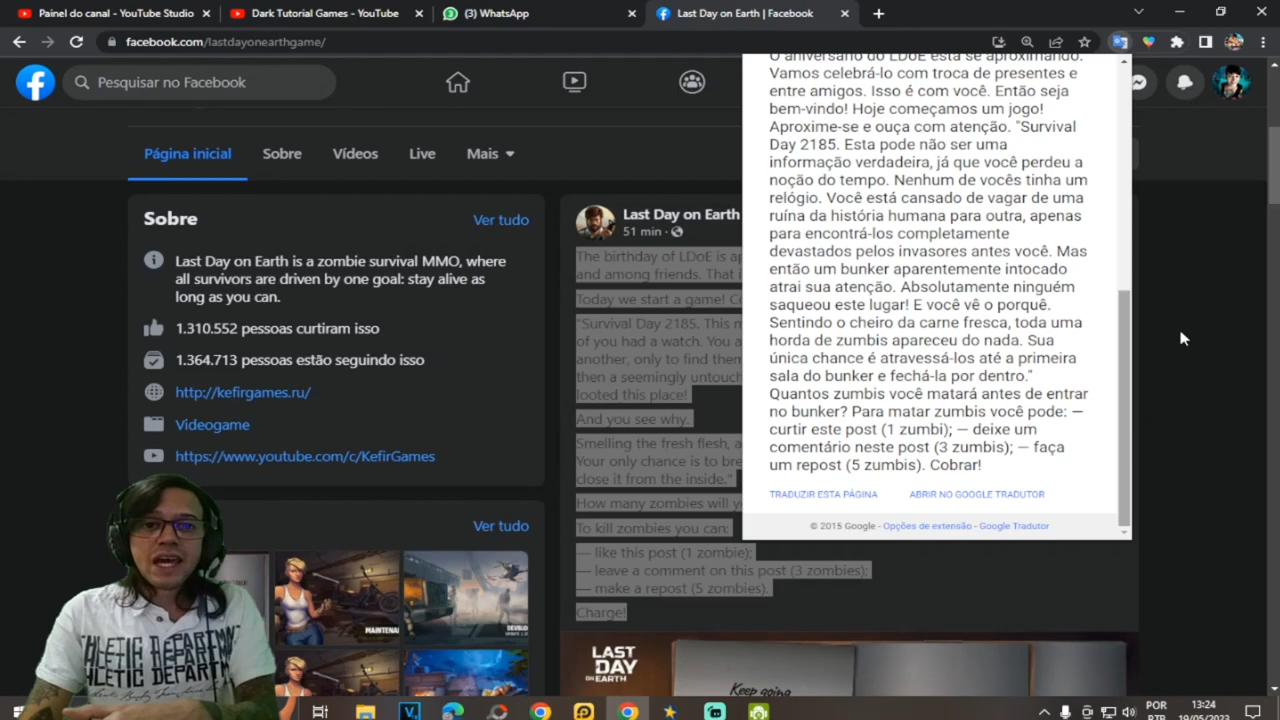 Painel do canal - YouTube Studio
Dark Tutorial Games - YouTube
(3) WhatsApp
Last Day on Earth | Facebook
facebook.com/lastdayonearthgame/
Pesquisar no Facebook
Página inicial
Sobre
Vídeos
Live
Mais
Sobre
Ver tudo
Last Day on Earth is a zombie survival MMO, where
all survivors are driven by one goal: stay alive as
long as you can.
1.310.552 pessoas curtiram isso
1.364.713 pessoas estão seguindo isso
http://kefirgames.ru/
Videogame
https://www.youtube.com/c/KefirGames
Ver tudo
Last Day on Earth
51 min ·
The birthday of LDoE is
and among friends. That i
Today we start a game!
"Survival Day 2185. This
of you had a watch. You
another, only to find them
then a seemingly untouch
looted this place!
And you see why.
Smelling the fresh flesh,
Your only chance is to
close it from the inside."
How many zombies will
To kill zombies you can:
— like this post (1 zombie);
— leave a comment on this post (3 zombies);
— make a repost (5 zombies).
Charge!
LAST
DAY
ON EARTH
Keep going
O aniversário do LDoE está se aproximando.
Vamos celebrá-lo com troca de presentes e
entre amigos. Isso é com você. Então seja
bem-vindo! Hoje começamos um jogo!
Aproxime-se e ouça com atenção. "Survival
Day 2185. Esta pode não ser uma
informação verdadeira, já que você perdeu a
noção do tempo. Nenhum de vocês tinha um
relógio. Você está cansado de vagar de uma
ruína da história humana para outra, apenas
para encontrá-los completamente
devastados pelos invasores antes você. Mas
então um bunker aparentemente intocado
atrai sua atenção. Absolutamente ninguém
saqueou este lugar! E você vê o porquê.
Sentindo o cheiro da carne fresca, toda uma
horda de zumbis apareceu do nada. Sua
única chance é atravessá-los até a primeira
sala do bunker e fechá-la por dentro."
Quantos zumbis você matará antes de entrar
no bunker? Para matar zumbis você pode: —
curtir este post (1 zumbi); — deixe um
comentário neste post (3 zumbis); — faça
um repost (5 zumbis). Cobrar!
TRADUZIR ESTA PÁGINA
ABRIR NO GOOGLE TRADUTOR
© 2015 Google - Opções de extensão - Google Tradutor
MAINTENA
ATHLETIC DEPARTM
POR
PTB
13:24
19/05/2023